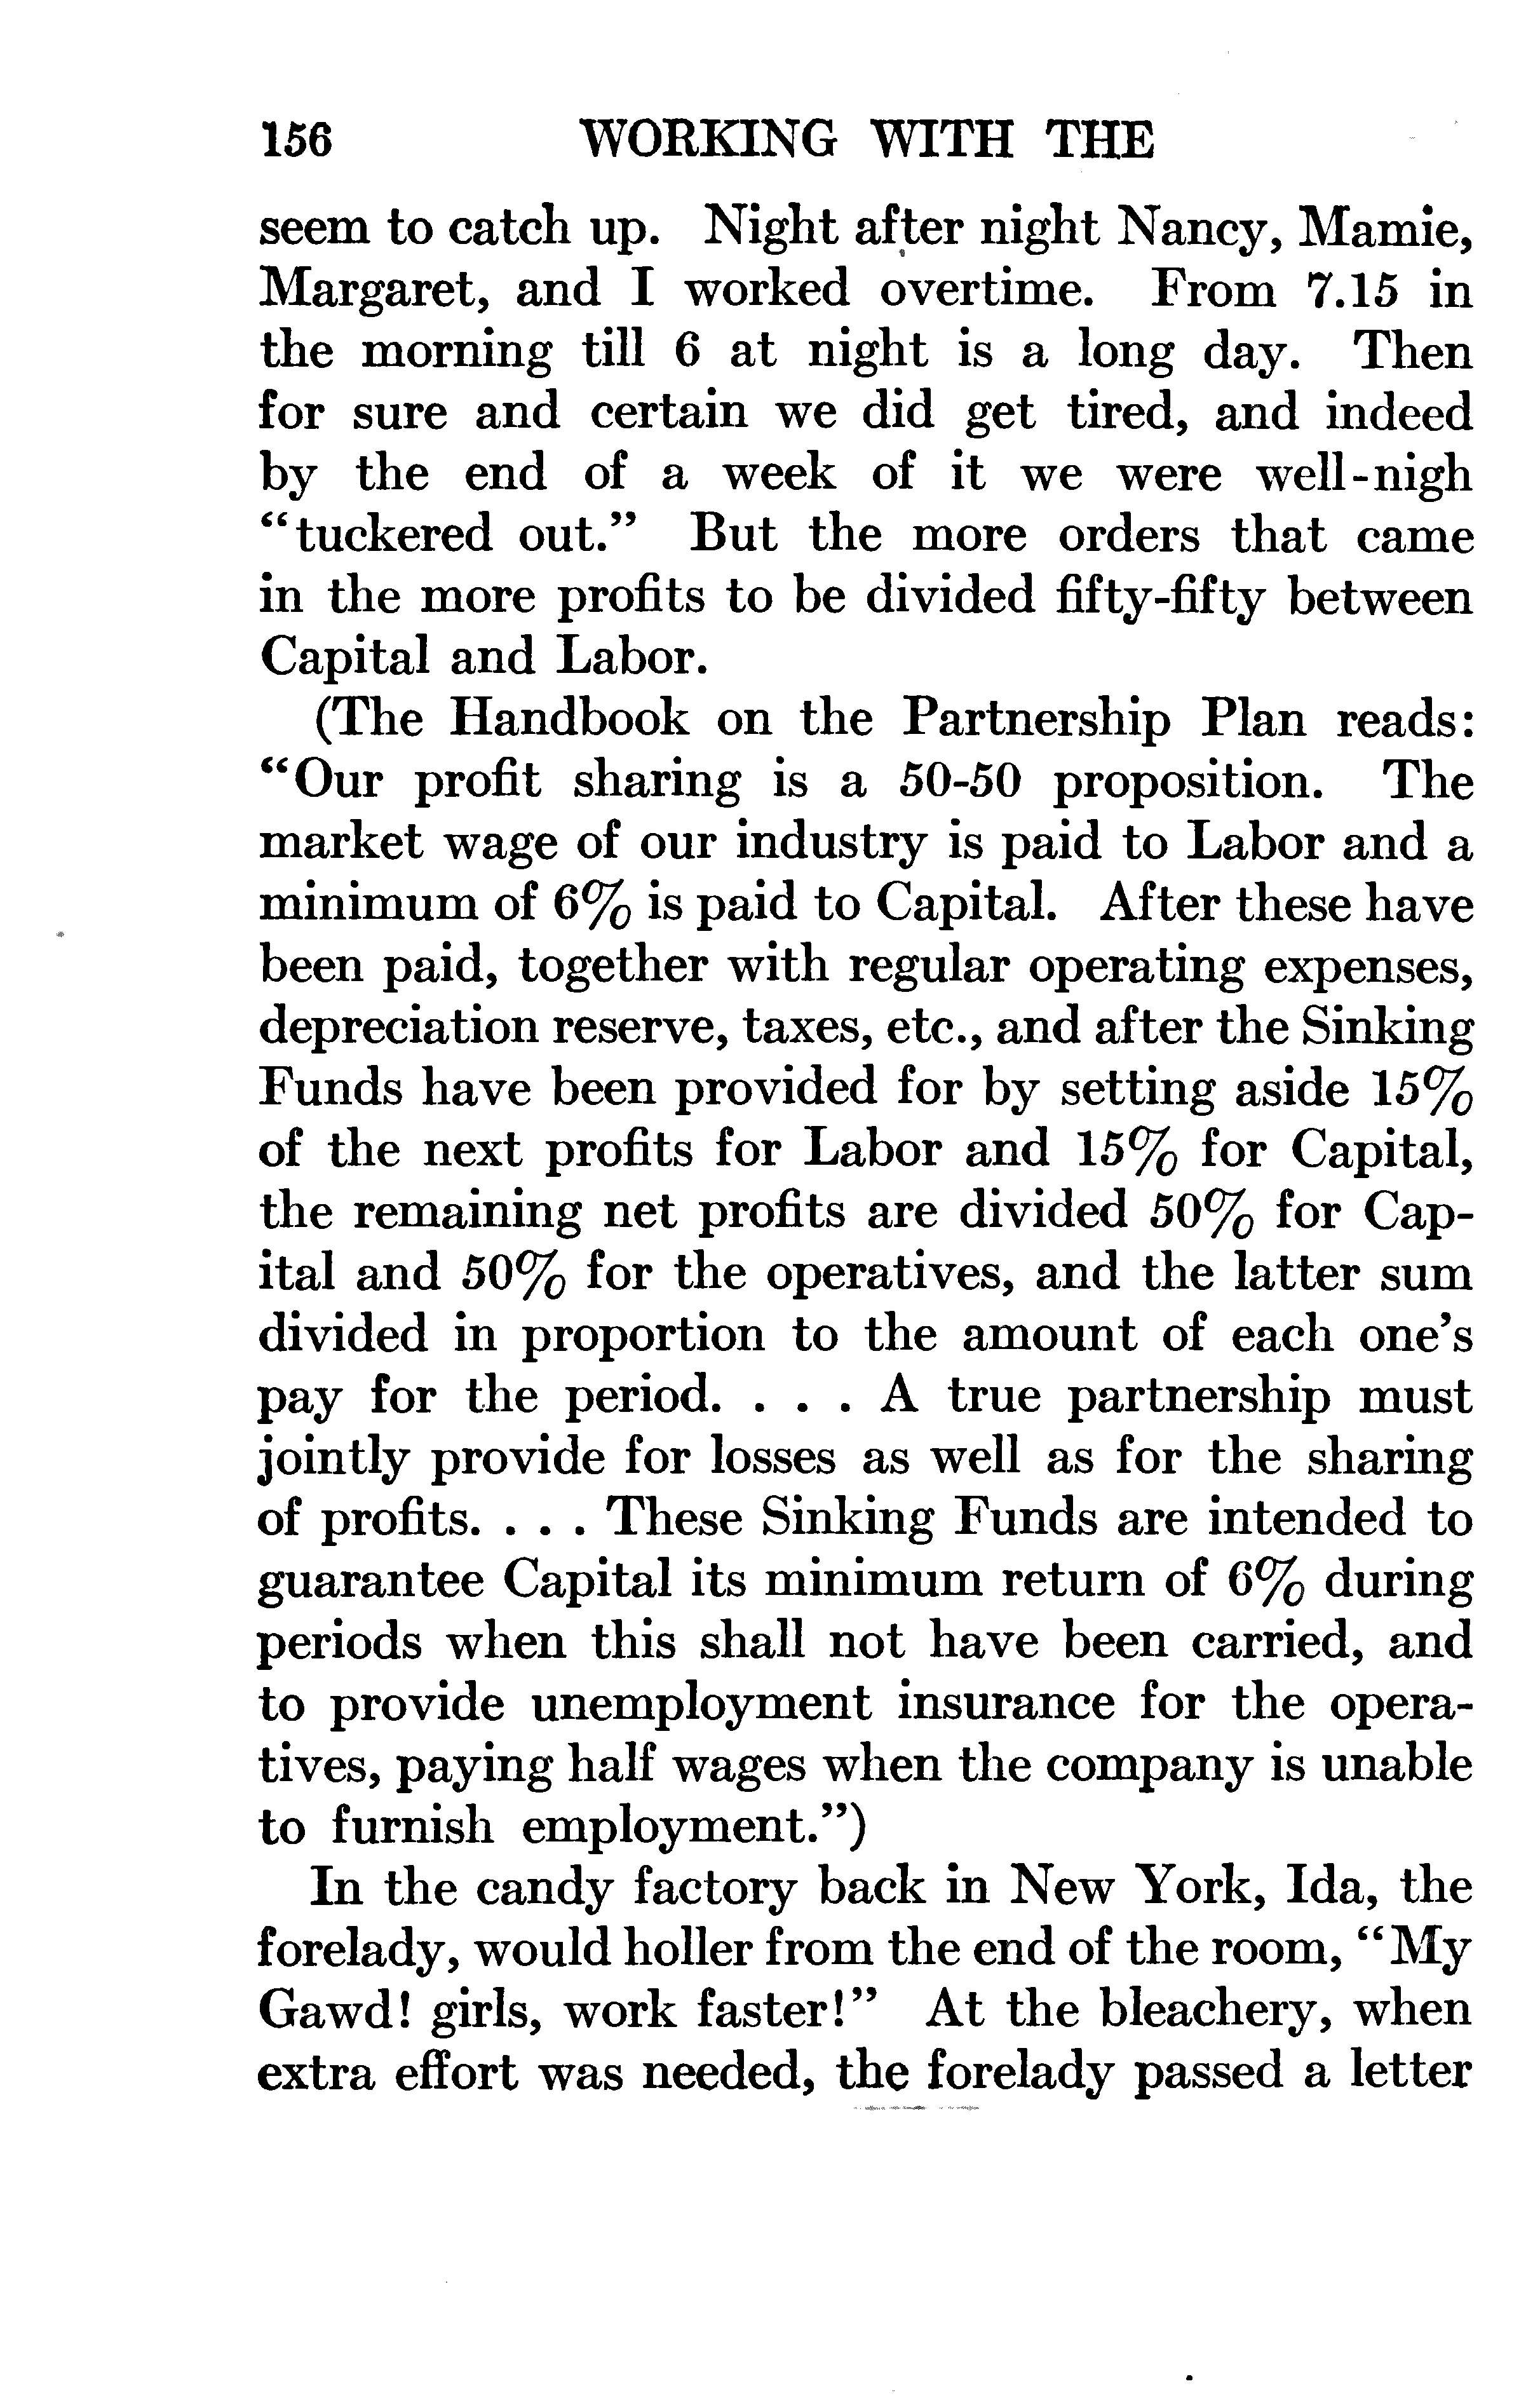 156 WORKING WITH THE
seem to catch up. Night after night Nancy, Mamie,
Margaret, and I worked overtime. From 7.15 in
the morning till 6 at night is a long day. Then
for sure and certain we did get tired, and indeed
by the end of a week of it we were well-nigh
“tuckered out.” But the more orders that came
in the more profits to be divided fifty-fifty between
Capital and Labor.
(The Handbook on the Partnership Plan reads:
“Our profit sharing is a 50-50 proposition. The
market wage of our industry is paid to Labor and a
minimum of 6% is paid to Capital. After these have
been paid, together with regular operating expenses,
depreciation reserve, taxes, etc., and after the Sinking
Funds have been provided for by setting aside 15%
of the next profits for Labor and 15% for Capital,
the remaining net profits are divided 50% for Cap-
ital and 50% for the operatives, and the latter sum
divided in proportion to the amount of each one’s
pay for the period. . . . A true partnership must
jointly provide for losses as well as for the sharing
of profits. . . . These Sinking Funds are intended to
guarantee Capital its minimum return of 6% during
periods when this shall not have been carried, and
to provide unemployment insurance for the opera-
tives, paying half wages when the company is unable
to furnish employment.”)
In the candy factory back in New York, Ida, the
forelady, would holler from the end of the room, “My
Gawd! girls, work faster!” At the bleachery, when
extra effort was needed, the forelady passed a letter